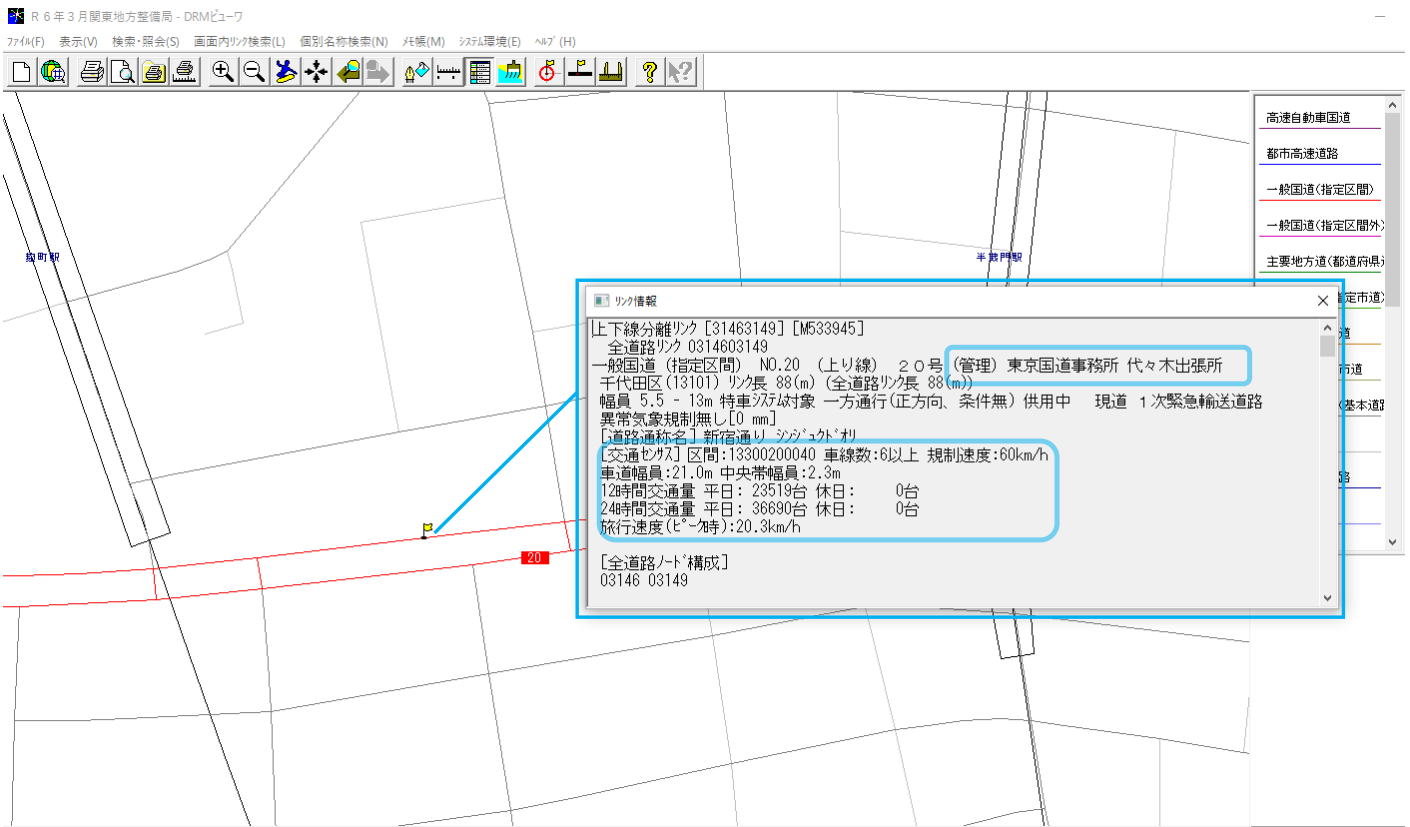 R６年３月関東地方整備局 - DRMビューワ
ファイル(F) 表示(V) 検索・照会(S) 画面内リンク検索(L) 個別名称検索(N) メモ帳(M) システム環境(E) ヘルプ(H)
高速自動車国道
都市高速道路
一般国道(指定区間)
一般国道(指定区間外)
麹町駅
半蔵門駅
主要地方道(都道府県
リンク情報
定市道)
上下線分離リンク [31463149] [M533945]
全道路リンク 0314603149
一般国道 (指定区間) NO.20 (上り線) ２０号 (管理) 東京国道事務所 代々木出張所
市道
千代田区(13101) リンク長 88(m) (全道路リンク長 88(m))
幅員 5.5 - 13m 特車システム対象 一方通行(正方向、条件無) 供用中 現道 １次緊急輸送道路
基本道路
異常気象規制無し[0 mm]
[道路通称名] 新宿通り シンジュクドオリ
[交通センサス] 区間:13300200040 車線数:6以上 規制速度:60km/h
車道幅員:21.0m 中央帯幅員:2.3m
12時間交通量 平日: 23519台 休日: 0台
24時間交通量 平日: 36690台 休日: 0台
旅行速度(ピーク時):20.3km/h
20
[全道路ノード構成]
03146 03149